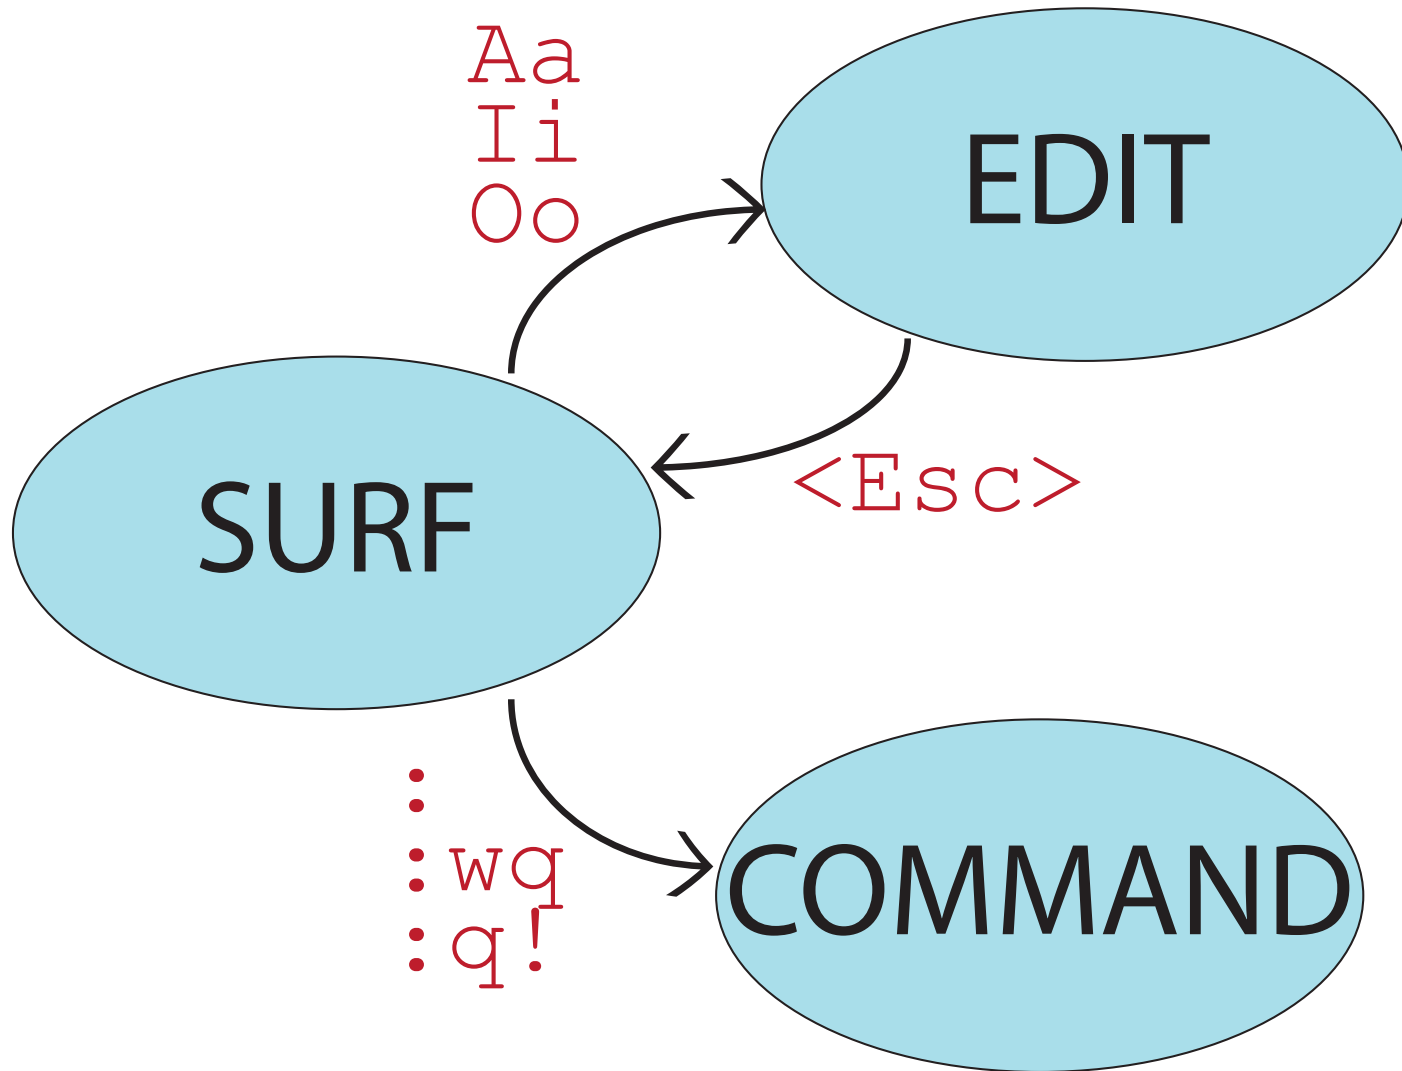 Aa
Ii
Oo
EDIT
<Esc>
SURF
:
:wq
:q!
COMMAND